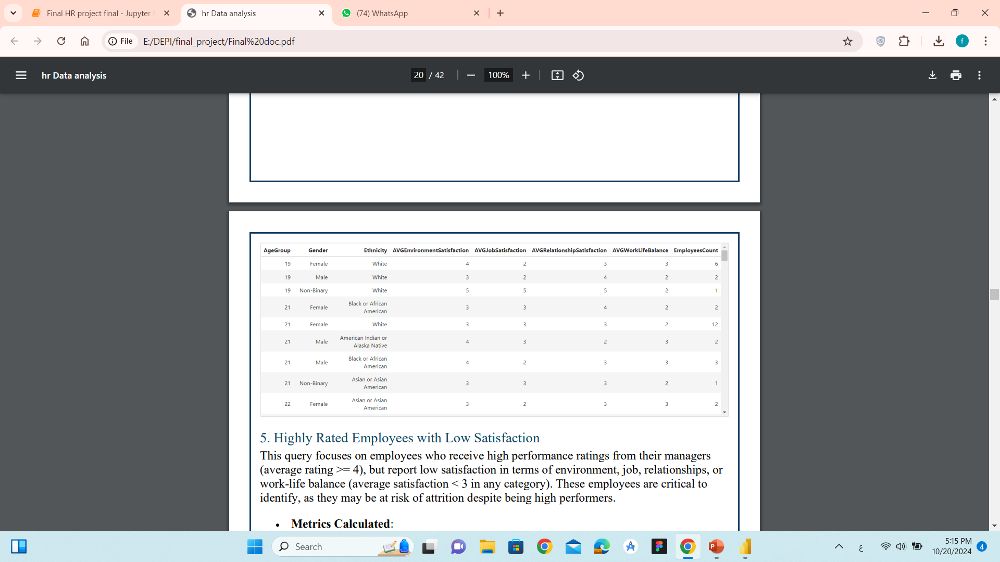 Final HR project final - Jupyter N
hr Data analysis
(74) WhatsApp
File E:/DEPI/final_project/Final%20doc.pdf
f
hr Data analysis
20 / 42
100%
AgeGroup Gender Ethnicity AVGEnvironmentSatisfaction AVGJobSatisfaction AVGRelationshipSatisfaction AVGWorkLifeBalance EmployeesCount
19 Female White 4 2 3 3 6
19 Male White 3 2 4 2 2
19 Non-Binary White 5 5 5 2 1
21 Female Black or African American 3 3 4 2 2
21 Female White 3 3 3 2 12
21 Male American Indian or Alaska Native 4 3 2 3 2
21 Male Black or African American 4 2 3 3 3
21 Non-Binary Asian or Asian American 3 3 3 2 1
22 Female Asian or Asian American 3 2 3 3 2
5. Highly Rated Employees with Low Satisfaction
This query focuses on employees who receive high performance ratings from their managers
(average rating >= 4), but report low satisfaction in terms of environment, job, relationships, or
work-life balance (average satisfaction < 3 in any category). These employees are critical to
identify, as they may be at risk of attrition despite being high performers.
• Metrics Calculated:
Search
ع
5:15 PM
10/20/2024
4